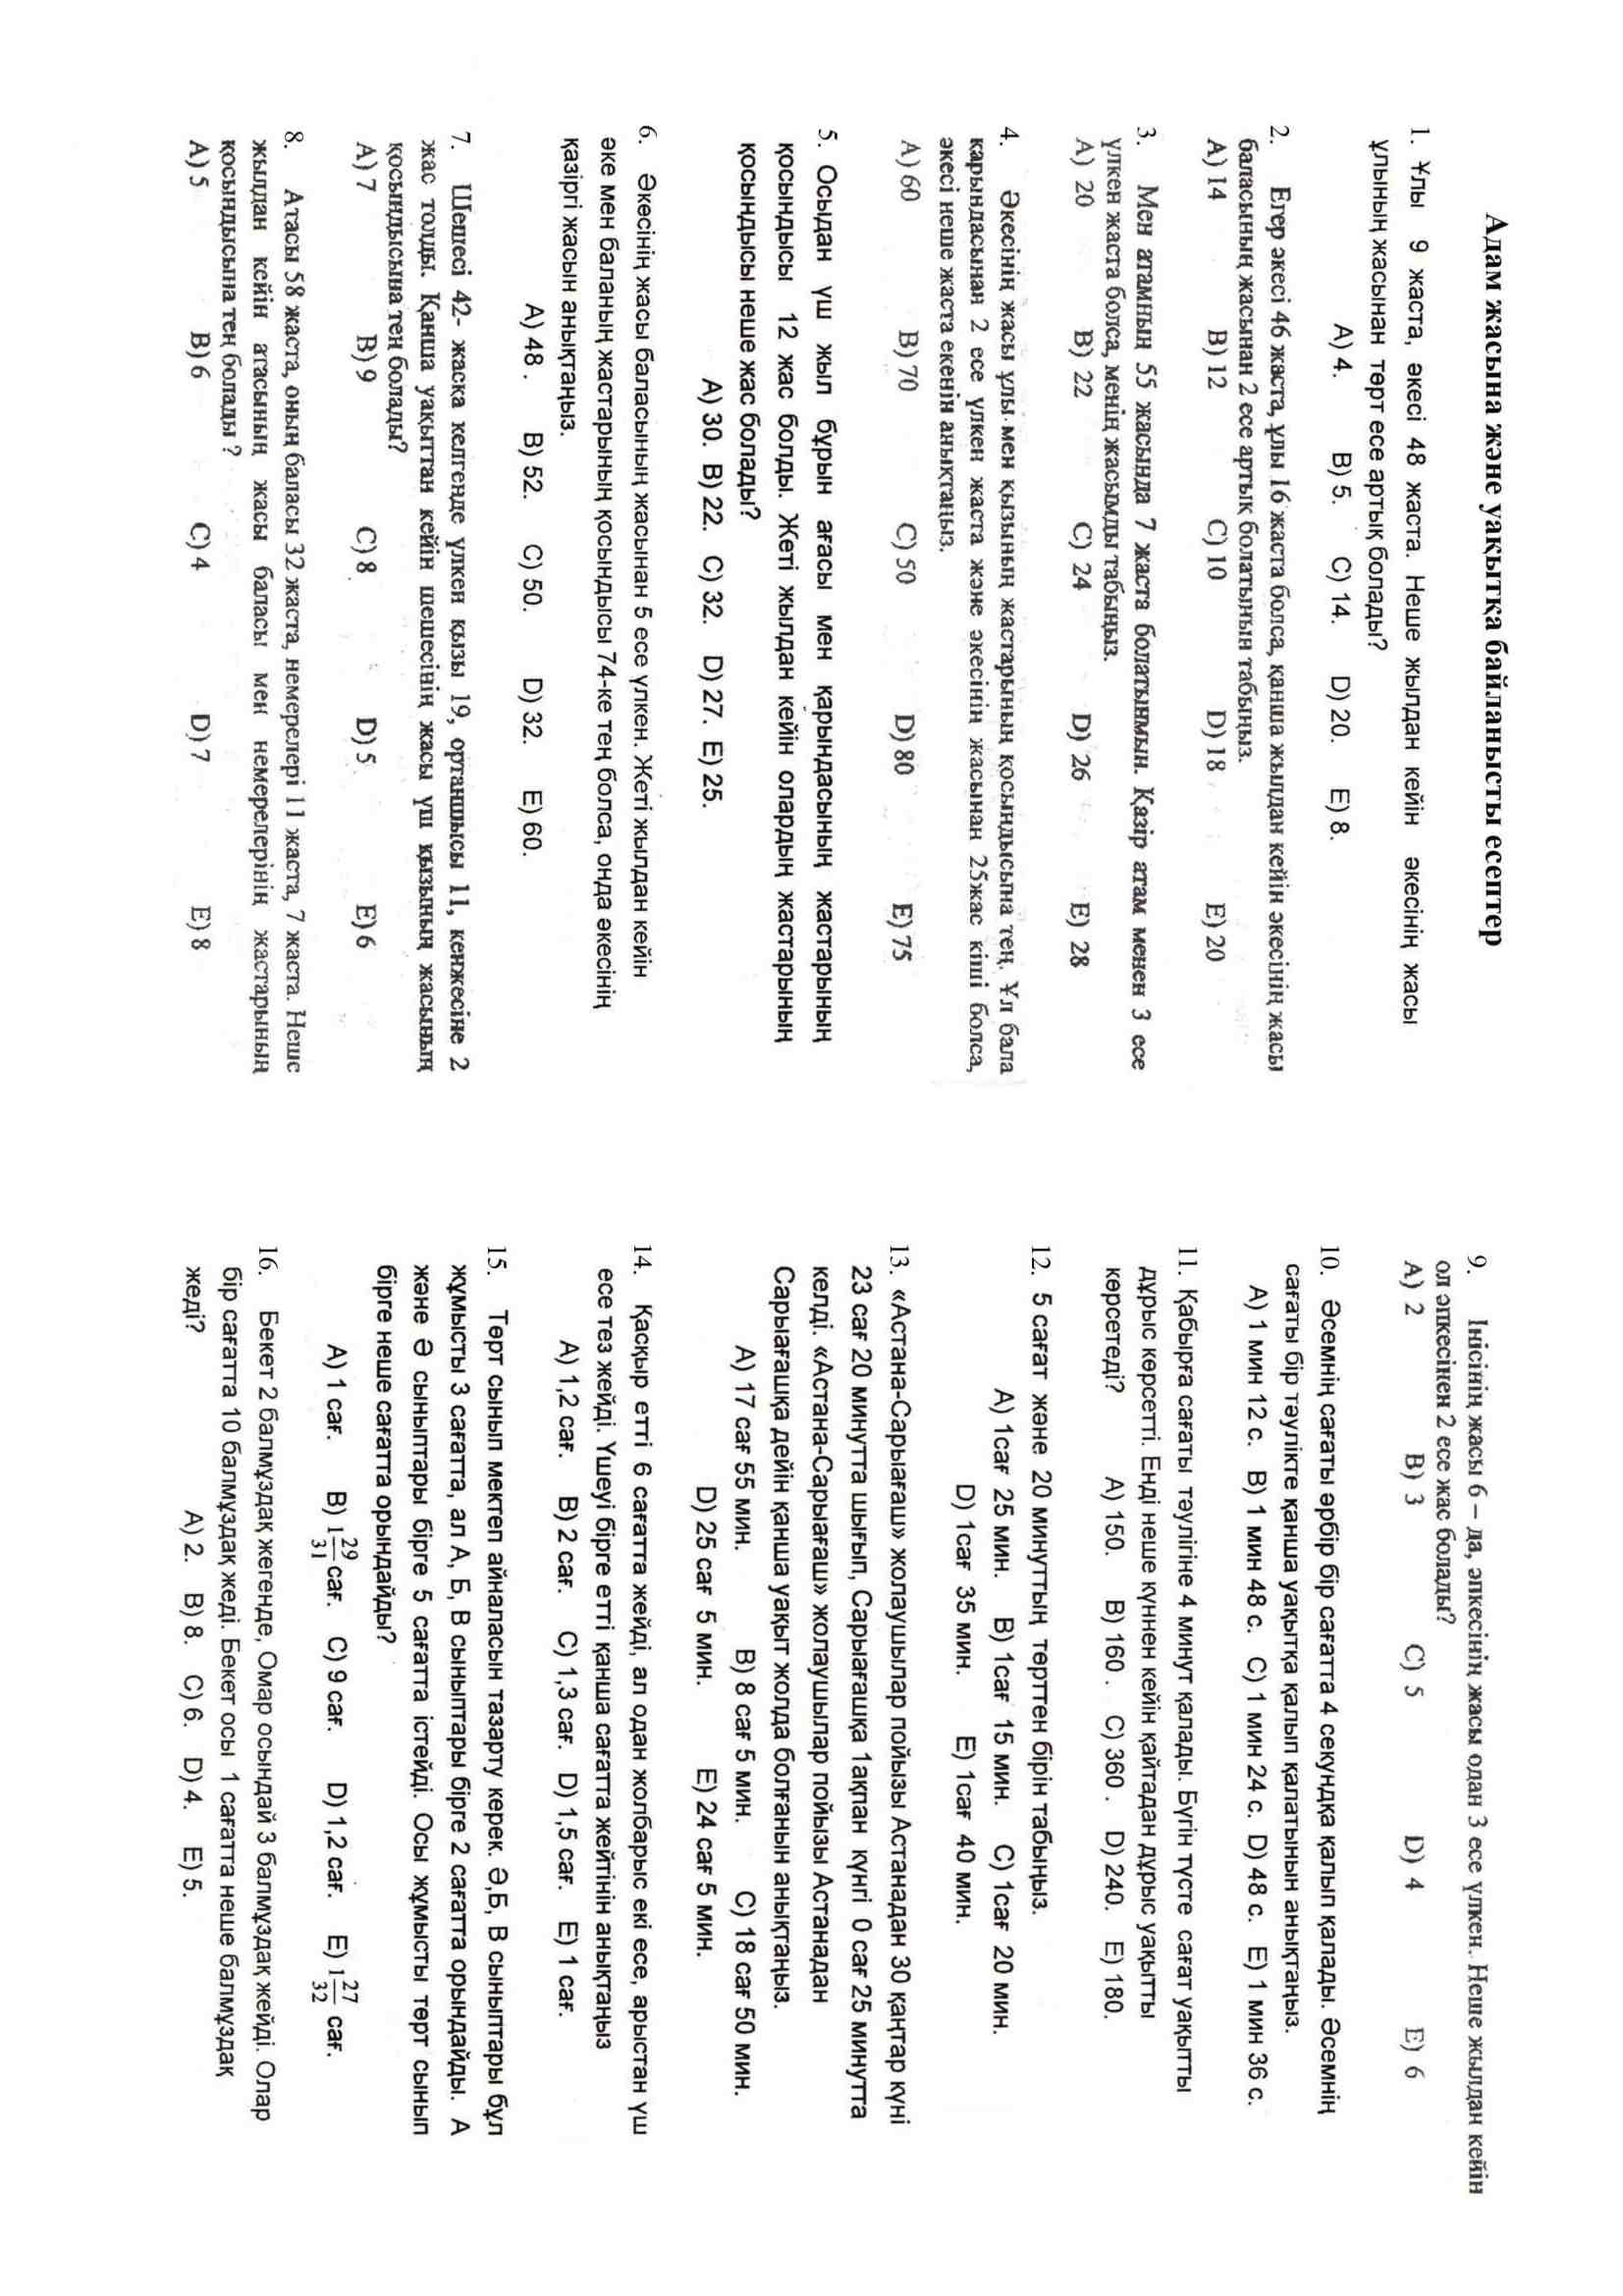 Адам жасына және уақытқа байланысты есептер
1. Ұлы 9 жаста, әкесі 48 жаста. Неше жылдан кейін әкесінің жасы
ұлының жасынан төрт есе артық болады?
A) 4. B) 5. C) 14. D) 20. E) 8.
2. Егер әкесі 46 жаста, ұлы 16 жаста болса, қанша жылдан кейін әкесінің жасы
баласының жасынан 2 есе артық болатынын табыңыз.
A) 14 B) 12 C) 10 D) 18 E) 20
3. Мен атамның 55 жасында 7 жаста болатынмын. Қазір атам менен 3 есе
үлкен жаста болса, менің жасымды табыңыз.
A) 20 B) 22 C) 24 D) 26 E) 28
4. Әкесінің жасы ұлы мен қызының жастарының қосындысына тең. Ұл бала
қарындасынан 2 есе үлкен жаста және әкесінің жасынан 25жас кіші болса,
әкесі неше жаста екенін анықтаңыз.
A) 60 B) 70 C) 50 D) 80 E) 75
5. Осыдан үш жыл бұрын ағасы мен қарындасының жастарының
қосындысы 12 жас болды. Жеті жылдан кейін олардың жастарының
қосындысы неше жас болады?
A) 30. B) 22. C) 32. D) 27. E) 25.
6. Әкесінің жасы баласының жасынан 5 есе үлкен. Жеті жылдан кейін
әке мен баланың жастарының қосындысы 74-ке тең болса, онда әкесінің
қазіргі жасын анықтаңыз.
A) 48 . B) 52. C) 50. D) 32. E) 60.
7. Шешесі 42- жасқа келгенде үлкен қызы 19, ортаншысы 11, кенжесіне 2
жас толды. Қанша уақыттан кейін шешесінің жасы үш қызының жасының
қосындысына тең болады?
A) 7 B) 9 C) 8 D) 5 E) 6
8. Атасы 58 жаста, оның баласы 32 жаста, немерелері 11 жаста, 7 жаста. Неше
жылдан кейін атасының жасы баласы мен немерелерінің жастарының
қосындысына тең болады ?
A) 5 B) 6 C) 4 D) 7 E) 8
9. Інісінің жасы 6 – да, әпкесінің жасы одан 3 есе үлкен. Неше жылдан кейін
ол әпкесінен 2 есе жас болады?
A) 2 B) 3 C) 5 D) 4 E) 6
10. Әсемнің сағаты әрбір бір сағатта 4 секундқа қалып қалады. Әсемнің
сағаты бір тәулікте қанша уақытқа қалып қалатынын анықтаңыз.
A) 1 мин 12 с. B) 1 мин 48 с. C) 1 мин 24 с. D) 48 с. E) 1 мин 36 с.
11. Қабырға сағаты тәулігіне 4 минут қалады. Бүгін түсте сағат уақытты
дұрыс көрсетті. Енді неше күннен кейін қайтадан дұрыс уақытты
көрсетеді? A) 150. B) 160 . C) 360 . D) 240. E) 180.
12. 5 сағат және 20 минуттың төрттен бірін табыңыз.
A) 1сағ 25 мин. B) 1сағ 15 мин. C) 1сағ 20 мин.
D) 1сағ 35 мин. E) 1сағ 40 мин.
13. «Астана-Сарыағаш» жолаушылар пойызы Астанадан 30 қаңтар күні
23 сағ 20 минутта шығып, Сарыағашқа 1ақпан күнгі 0 сағ 25 минутта
келді. «Астана-Сарыағаш» жолаушылар пойызы Астанадан
Сарыағашқа дейін қанша уақыт жолда болғанын анықтаңыз.
A) 17 сағ 55 мин. B) 8 сағ 5 мин. C) 18 сағ 50 мин.
D) 25 сағ 5 мин. E) 24 сағ 5 мин.
14. Қасқыр етті 6 сағатта жейді, ал одан жолбарыс екі есе, арыстан үш
есе тез жейді. Үшеуі бірге етті қанша сағатта жейтінін анықтаңыз
A) 1,2 сағ. B) 2 сағ. C) 1,3 сағ. D) 1,5 сағ. E) 1 сағ.
15. Төрт сынып мектеп айналасын тазарту керек. Ә,Б, В сыныптары бұл
жұмысты 3 сағатта, ал А, Б, В сыныптары бірге 2 сағатта орындайды. А
және Ә сыныптары бірге 5 сағатта істейді. Осы жұмысты төрт сынып
бірге неше сағатта орындайды?
A) 1 сағ. B) 1 29/31 сағ. C) 9 сағ. D) 1,2 сағ. E) 1 27/32 сағ.
16. Бекет 2 балмұздақ жегенде, Омар осындай 3 балмұздақ жейді. Олар
бір сағатта 10 балмұздақ жеді. Бекет осы 1 сағатта неше балмұздақ
жеді? A) 2. B) 8. C) 6. D) 4. E) 5.